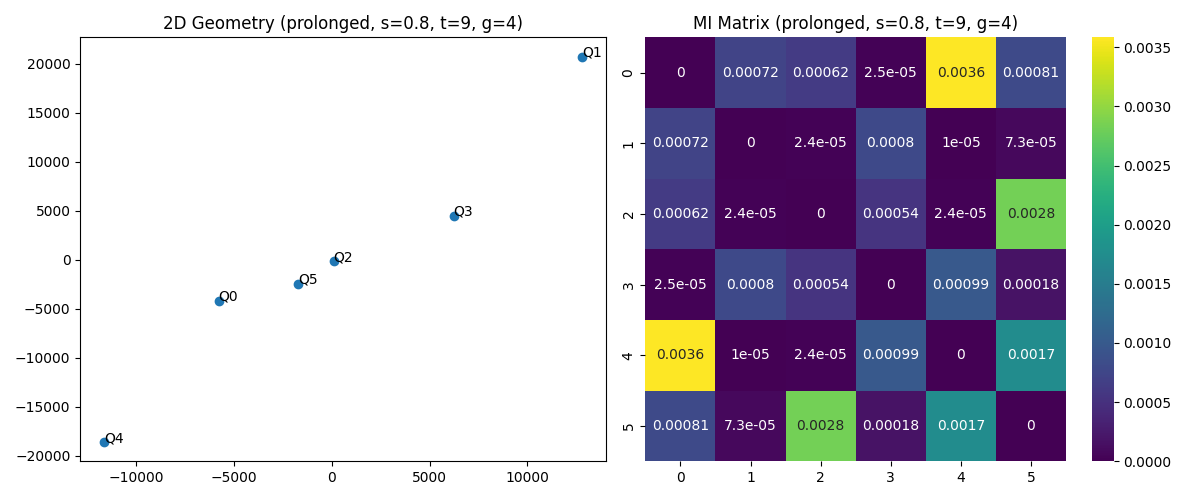 2D Geometry (prolonged, s=0.8, t=9, g=4)
20000
15000
10000
5000
0
−5000
−10000
−15000
−20000
−10000
−5000
0
5000
10000
Q1
Q3
Q2
Q5
Q0
Q4
MI Matrix (prolonged, s=0.8, t=9, g=4)
0 0 0.00072 0.00062 2.5e-05 0.0036 0.00081
1 0.00072 0 2.4e-05 0.0008 1e-05 7.3e-05
2 0.00062 2.4e-05 0 0.00054 2.4e-05 0.0028
3 2.5e-05 0.0008 0.00054 0 0.00099 0.00018
4 0.0036 1e-05 2.4e-05 0.00099 0 0.0017
5 0.00081 7.3e-05 0.0028 0.00018 0.0017 0
0 1 2 3 4 5
0.0035
0.0030
0.0025
0.0020
0.0015
0.0010
0.0005
0.0000